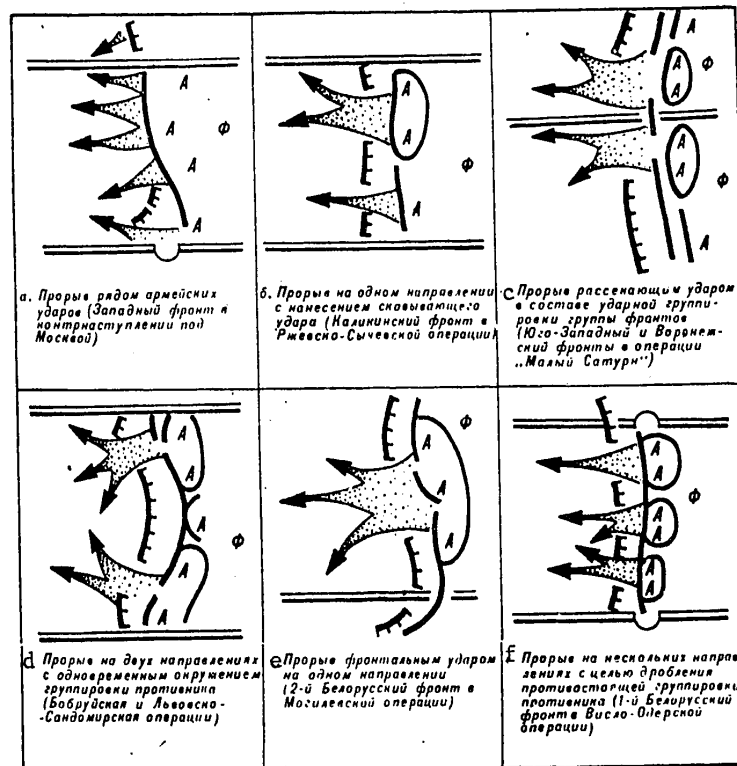 А
А
Ф
А
А
А
а. Прорыв рядом армейских
ударов (Западный фронт в
контрнаступлении под
Москвой)
А
А
Ф
А
б. Прорыв на одном направлении
с нанесением сковывающего
удара (Калининский фронт в
Ржевско-Сычевской операции)
А
А
Ф
А
А
Ф
А
с Прорыв рассекающим ударом
в составе ударной группи-
ровки группы фронтов
(Юго-Западный и Воронеж-
ский фронты в операции
„Малый Сатурн")
А
А
А
А
А
Ф
d Прорыв на двух направлениях
с одновременным окружением
группировки противника
(Бобруйская и Львовско-
-Сандомирская операции)
Ф
А
А
А
е Прорыв фронтальным ударом
на одном направлении
(2-й Белорусский фронт в
Могилевской операции)
А
А
Ф
А
А
А
А
f Прорыв на нескольких направ-
лениях с целью дробления
противостоящей группировки
противника (1-й Белорусский
фронт в Висло-Одерской
операции)